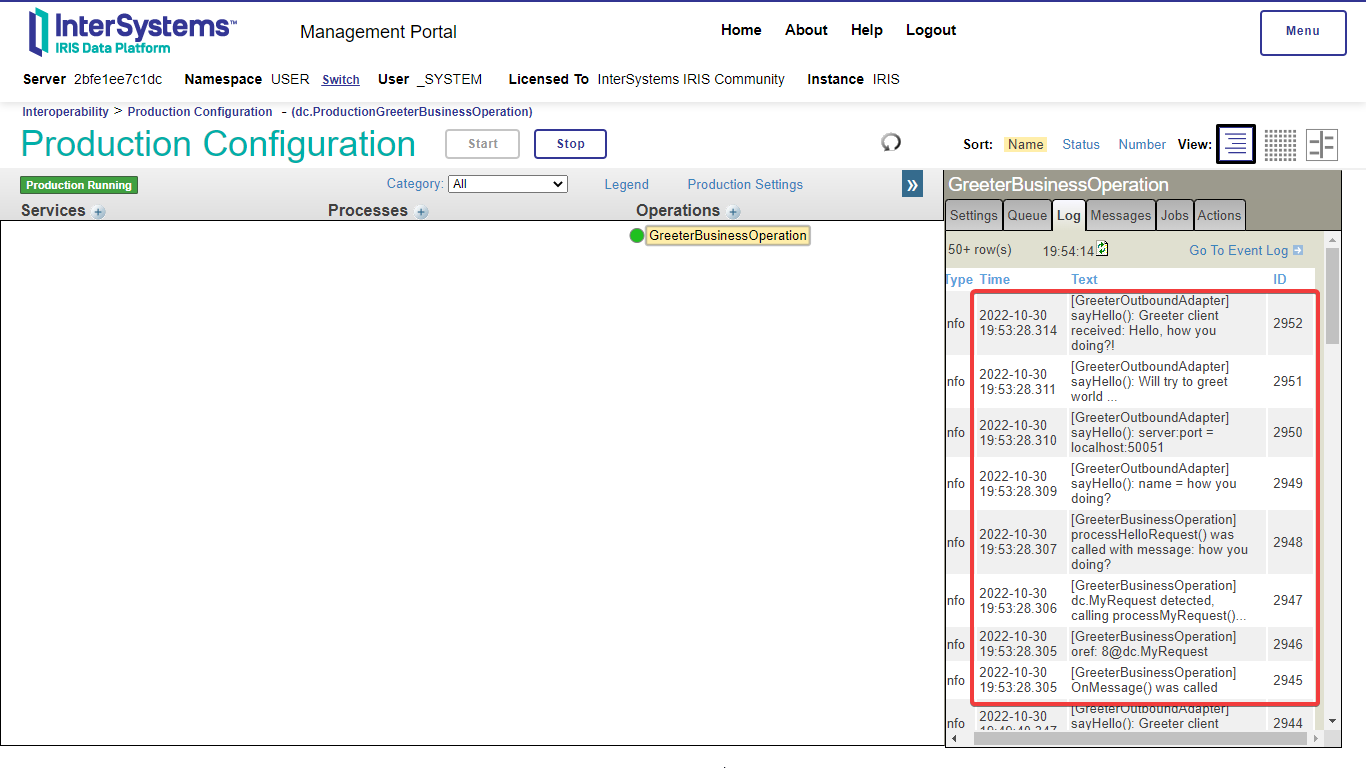 InterSystems™
IRIS Data Platform
Management Portal
Home About Help Logout
Menu
Server 2bfe1ee7c1dc Namespace USER Switch User _SYSTEM Licensed To InterSystems IRIS Community Instance IRIS
Interoperability > Production Configuration - (dc.ProductionGreeterBusinessOperation)
Production Configuration
Start
Stop
Sort: Name Status Number View:
Production Running
Category: All
Legend
Production Settings
»
Services
Processes
Operations
GreeterBusinessOperation
GreeterBusinessOperation
Settings Queue Log Messages Jobs Actions
50+ row(s) 19:54:14 Go To Event Log
Type Time Text ID
nfo
2022-10-30
19:53:28.314
[GreeterOutboundAdapter]
sayHello(): Greeter client
received: Hello, how you
doing?!
2952
nfo
2022-10-30
19:53:28.311
[GreeterOutboundAdapter]
sayHello(): Will try to greet
world ...
2951
nfo
2022-10-30
19:53:28.310
[GreeterOutboundAdapter]
sayHello(): server:port =
localhost:50051
2950
nfo
2022-10-30
19:53:28.309
[GreeterOutboundAdapter]
sayHello(): name = how you
doing?
2949
nfo
2022-10-30
19:53:28.307
[GreeterBusinessOperation]
processHelloRequest() was
called with message: how you
doing?
2948
nfo
2022-10-30
19:53:28.306
[GreeterBusinessOperation]
dc.MyRequest detected,
calling processMyRequest()...
2947
nfo
2022-10-30
19:53:28.305
[GreeterBusinessOperation]
oref: 8@dc.MyRequest
2946
nfo
2022-10-30
19:53:28.305
[GreeterBusinessOperation]
OnMessage() was called
2945
nfo
2022-10-30
[GreeterOutboundAdapter]
sayHello(): Greeter client
2944